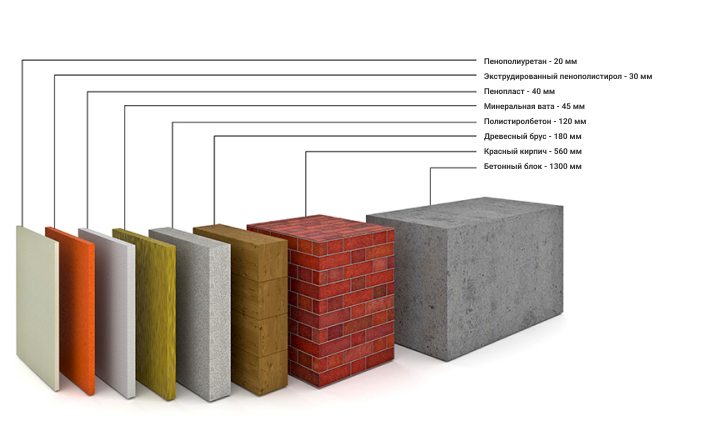 Пенополиуретан - 20 мм
Экструдированный пенополистирол - 30 мм
Пенопласт - 40 мм
Минеральная вата - 45 мм
Полистиролбетон - 120 мм
Древесный брус - 180 мм
Красный кирпич - 560 мм
Бетонный блок - 1300 мм